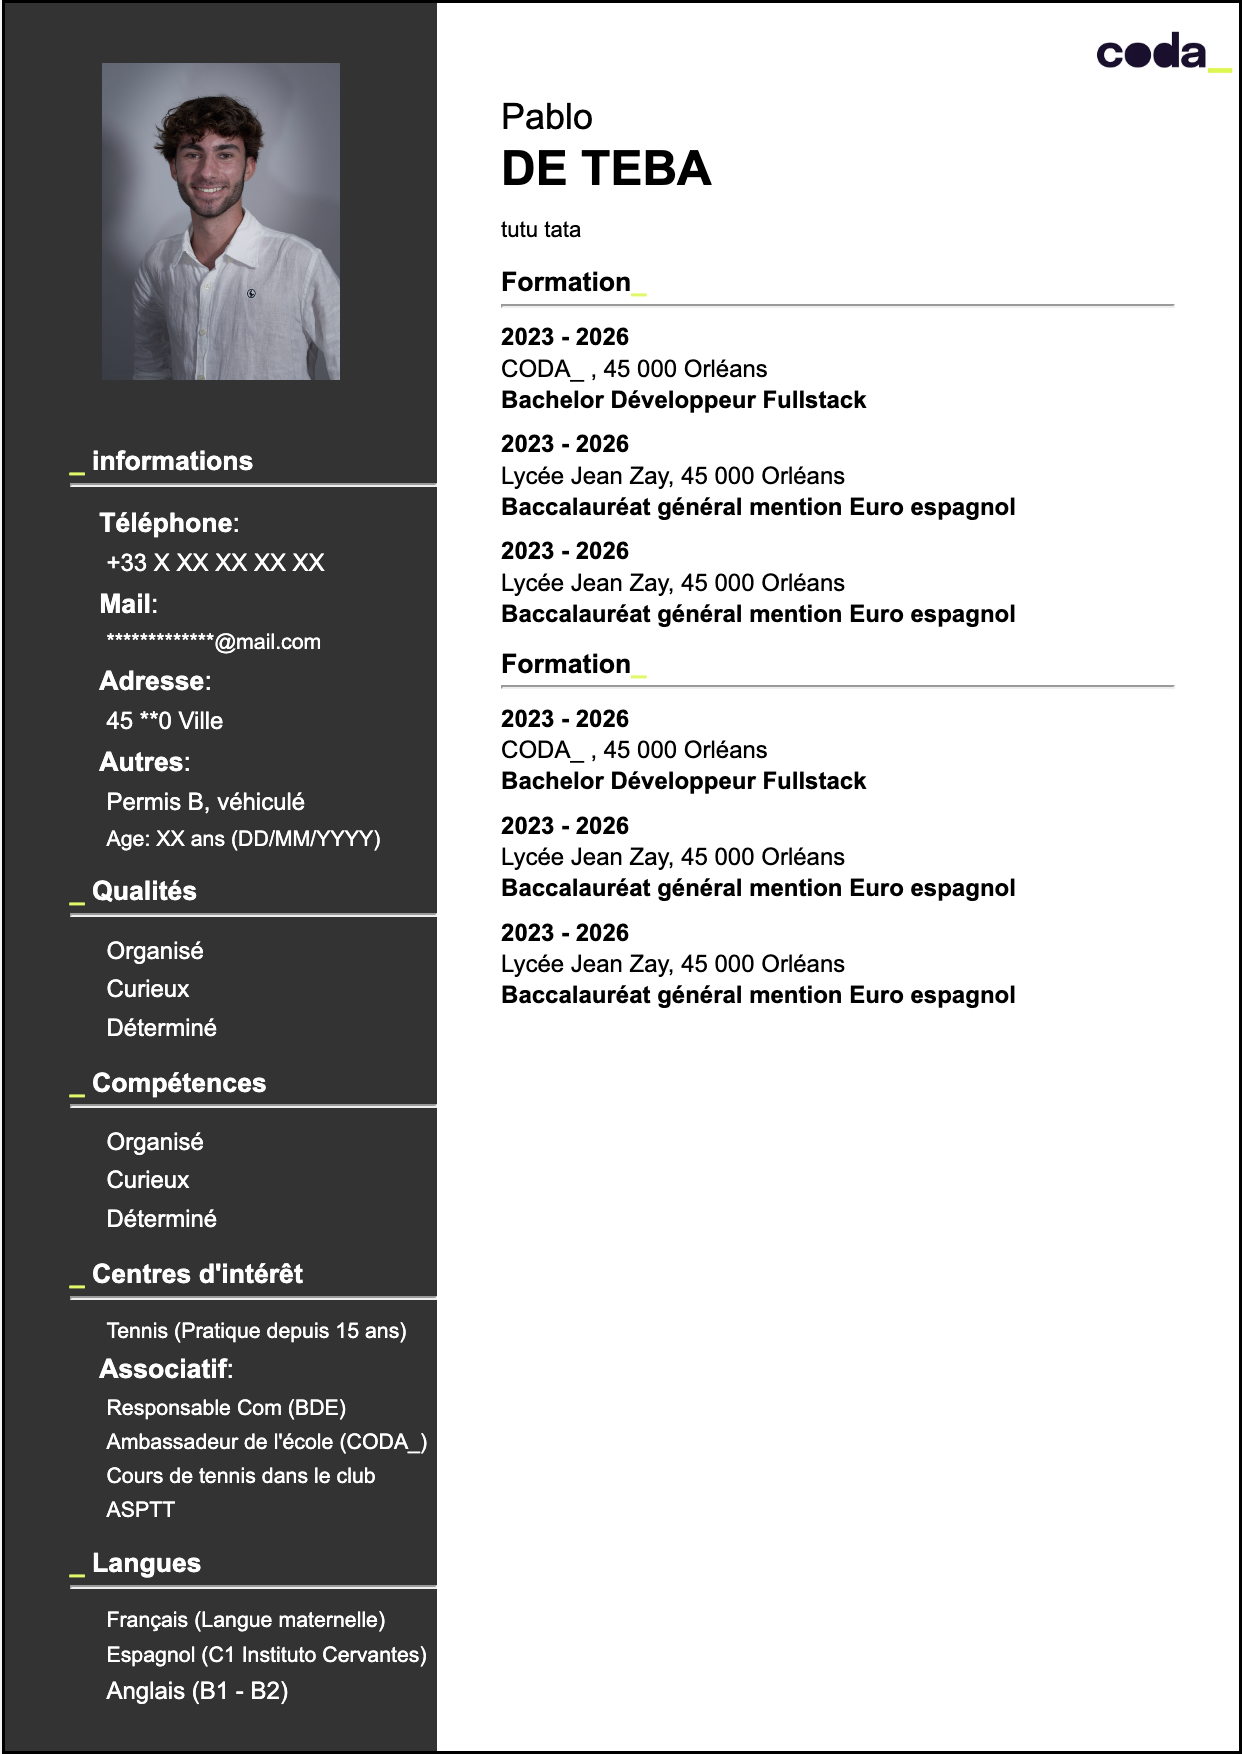 _ informations
Téléphone:
+33 X XX XX XX XX
Mail:
*************@mail.com
Adresse:
45 **0 Ville
Autres:
Permis B, véhiculé
Age: XX ans (DD/MM/YYYY)
_ Qualités
Organisé
Curieux
Déterminé
_ Compétences
Organisé
Curieux
Déterminé
_ Centres d'intérêt
Tennis (Pratique depuis 15 ans)
Associatif:
Responsable Com (BDE)
Ambassadeur de l'école (CODA_)
Cours de tennis dans le club
ASPTT
_ Langues
Français (Langue maternelle)
Espagnol (C1 Instituto Cervantes)
Anglais (B1 - B2)
coda_
Pablo
DE TEBA
tutu tata
Formation_
2023 - 2026
CODA_ , 45 000 Orléans
Bachelor Développeur Fullstack
2023 - 2026
Lycée Jean Zay, 45 000 Orléans
Baccalauréat général mention Euro espagnol
2023 - 2026
Lycée Jean Zay, 45 000 Orléans
Baccalauréat général mention Euro espagnol
Formation_
2023 - 2026
CODA_ , 45 000 Orléans
Bachelor Développeur Fullstack
2023 - 2026
Lycée Jean Zay, 45 000 Orléans
Baccalauréat général mention Euro espagnol
2023 - 2026
Lycée Jean Zay, 45 000 Orléans
Baccalauréat général mention Euro espagnol